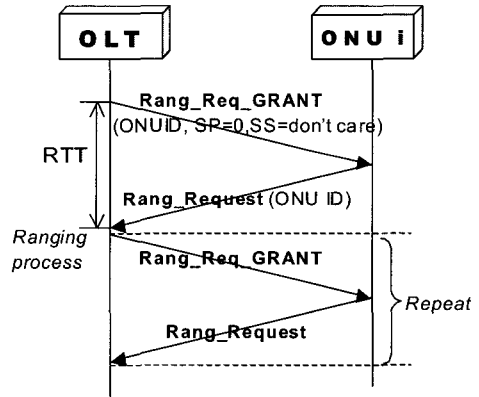 OLT
ONU i
Rang_Req_GRANT
(ONUID, SP=0,SS=don't care)
RTT
Rang_Request (ONU ID)
Ranging
process
Rang_Req_GRANT
Repeat
Rang_Request